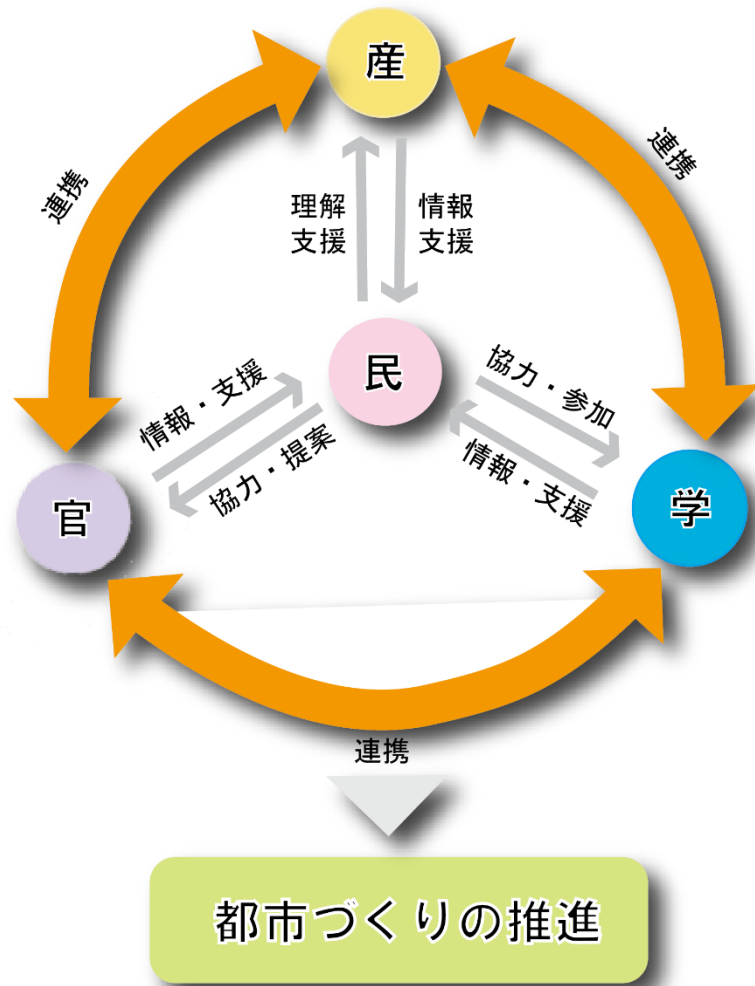 産
連携
連携
理解
支援
情報
支援
民
情報・支援
協力・提案
協力・参加
情報・支援
官
学
連携
都市づくりの推進